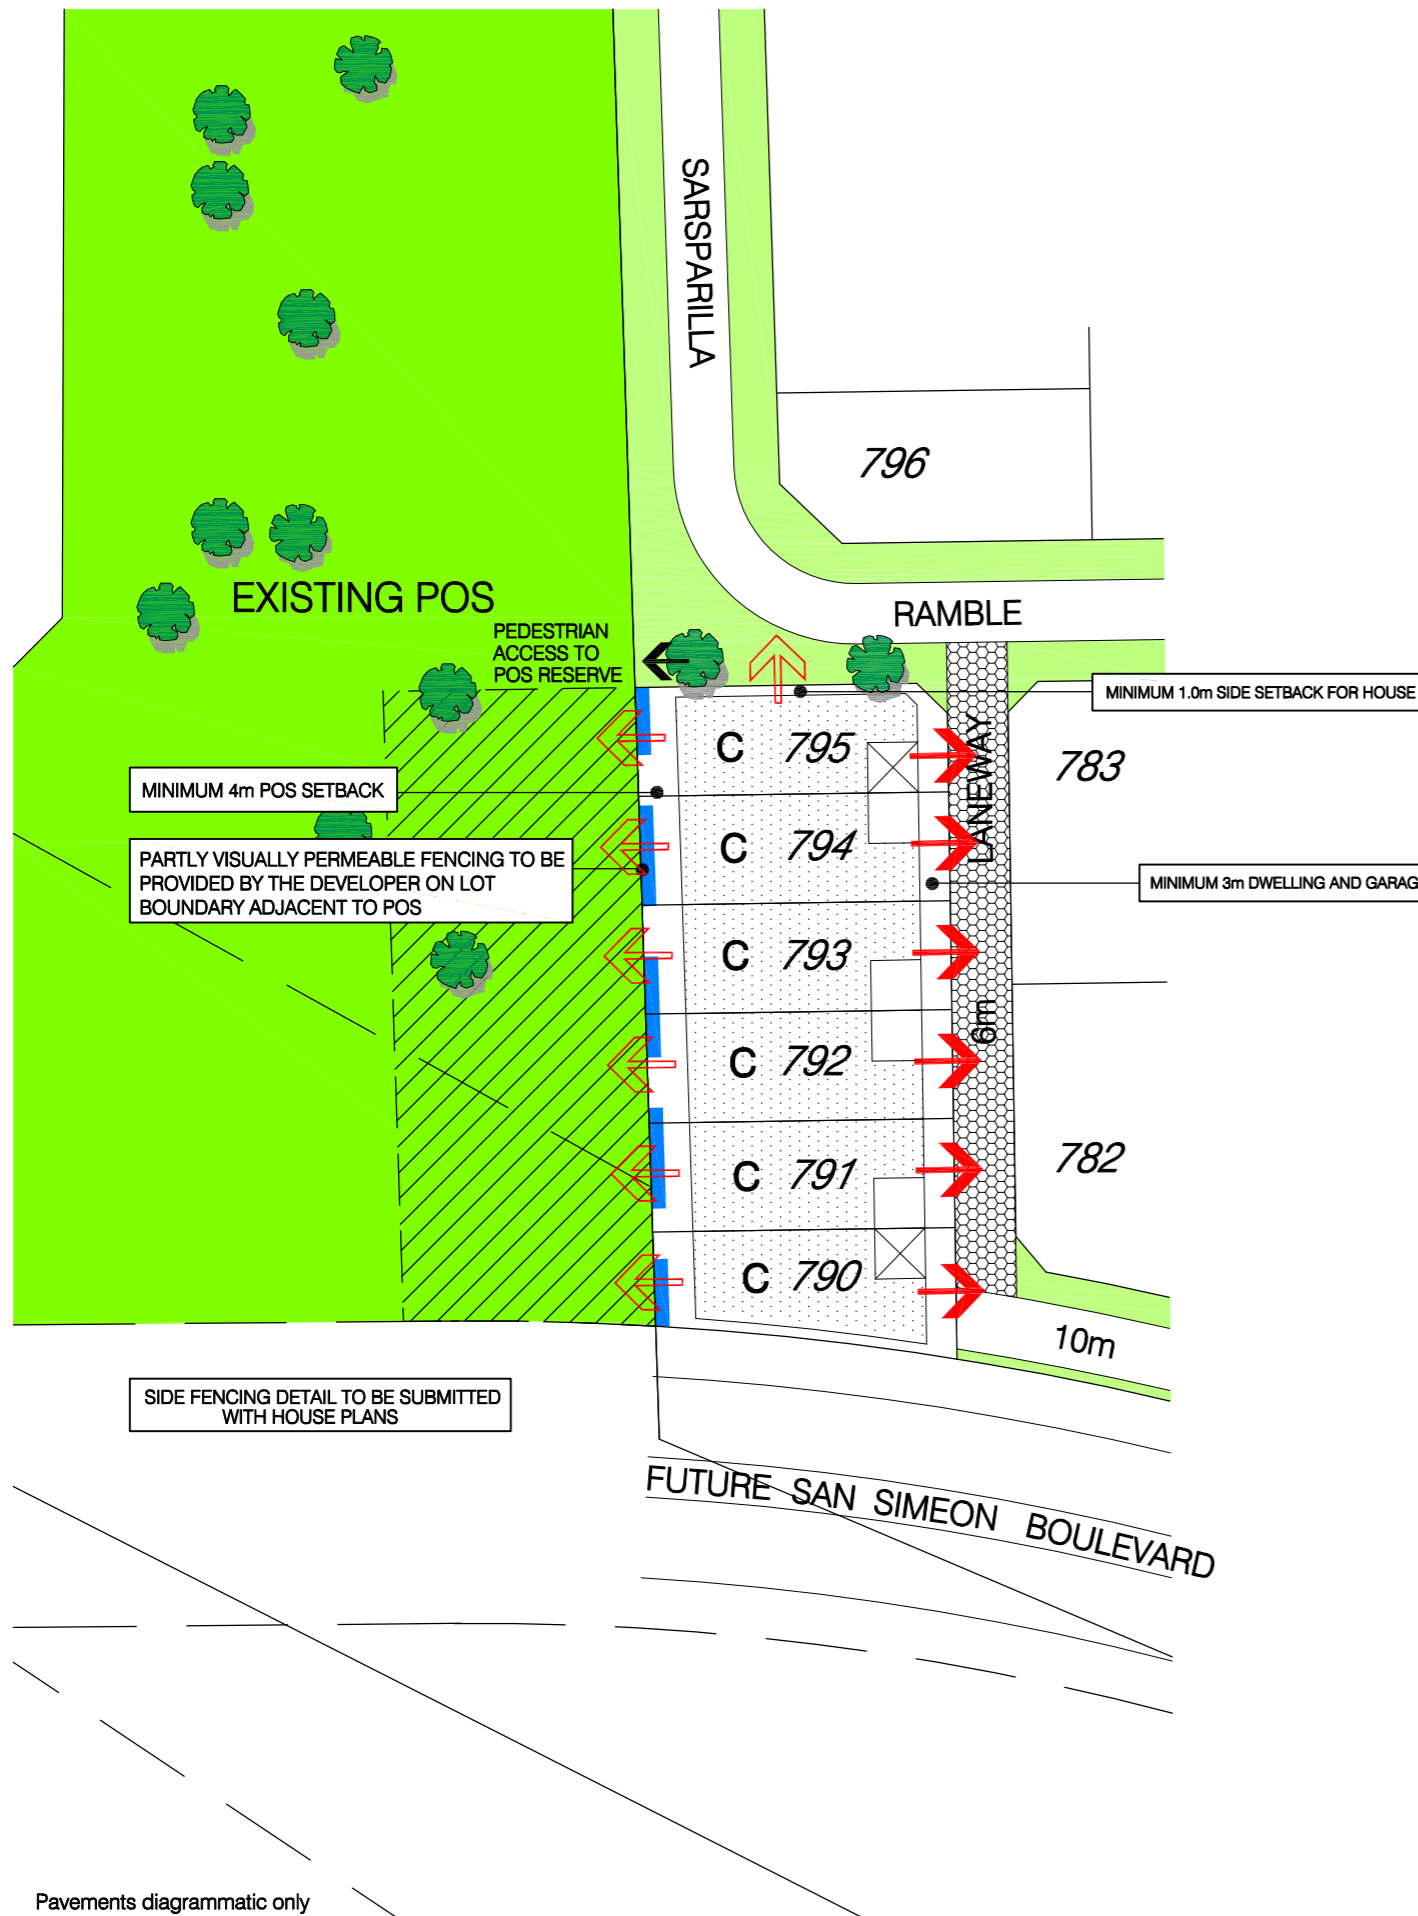 SARSPARILLA
796
EXISTING POS
RAMBLE
PEDESTRIAN
ACCESS TO
POS RESERVE
MINIMUM 1.0m SIDE SETBACK FOR HOUSE
C 795
LANEWAY
783
MINIMUM 4m POS SETBACK
C 794
PARTLY VISUALLY PERMEABLE FENCING TO BE
PROVIDED BY THE DEVELOPER ON LOT
BOUNDARY ADJACENT TO POS
MINIMUM 3m DWELLING AND GARAG
C 793
6m
C 792
C 791
782
C 790
10m
SIDE FENCING DETAIL TO BE SUBMITTED
WITH HOUSE PLANS
FUTURE SAN SIMEON BOULEVARD
Pavements diagrammatic only